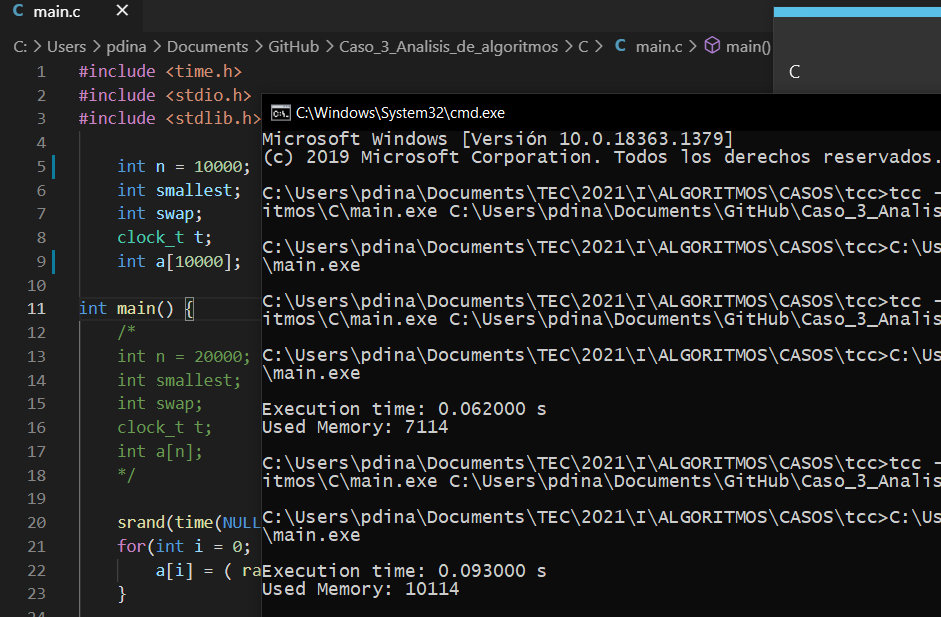 C main.c ×
C: > Users > pdina > Documents > GitHub > Caso_3_Analisis_de_algoritmos > C > C main.c > main()
C
1 #include <time.h>
2 #include <stdio.h>
3 #include <stdlib.h>
4
5 int n = 10000;
6 int smallest;
7 int swap;
8 clock_t t;
9 int a[10000];
10
11 int main() {
12 /*
13 int n = 20000;
14 int smallest;
15 int swap;
16 clock_t t;
17 int a[n];
18 */
19
20 srand(time(NULL
21 for(int i = 0;
22 a[i] = ( ra
23 }
24
C:\Windows\System32\cmd.exe
Microsoft Windows [Versión 10.0.18363.1379]
(c) 2019 Microsoft Corporation. Todos los derechos reservados.
C:\Users\pdina\Documents\TEC\2021\I\ALGORITMOS\CASOS\tcc>tcc -
itmos\C\main.exe C:\Users\pdina\Documents\GitHub\Caso_3_Analis
C:\Users\pdina\Documents\TEC\2021\I\ALGORITMOS\CASOS\tcc>C:\Us
\main.exe
C:\Users\pdina\Documents\TEC\2021\I\ALGORITMOS\CASOS\tcc>tcc -
itmos\C\main.exe C:\Users\pdina\Documents\GitHub\Caso_3_Analis
C:\Users\pdina\Documents\TEC\2021\I\ALGORITMOS\CASOS\tcc>C:\Us
\main.exe
Execution time: 0.062000 s
Used Memory: 7114
C:\Users\pdina\Documents\TEC\2021\I\ALGORITMOS\CASOS\tcc>tcc -
itmos\C\main.exe C:\Users\pdina\Documents\GitHub\Caso_3_Analis
C:\Users\pdina\Documents\TEC\2021\I\ALGORITMOS\CASOS\tcc>C:\Us
\main.exe
Execution time: 0.093000 s
Used Memory: 10114